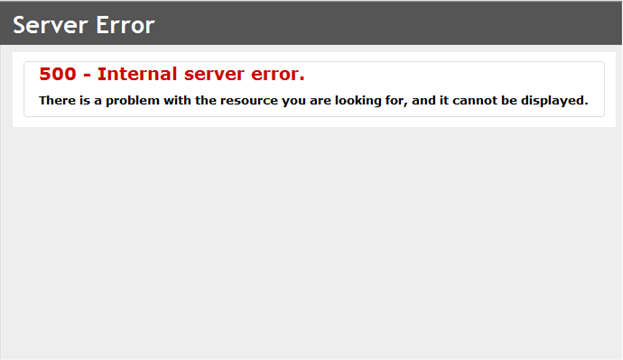 Server Error
500 - Internal server error.
There is a problem with the resource you are looking for, and it cannot be displayed.